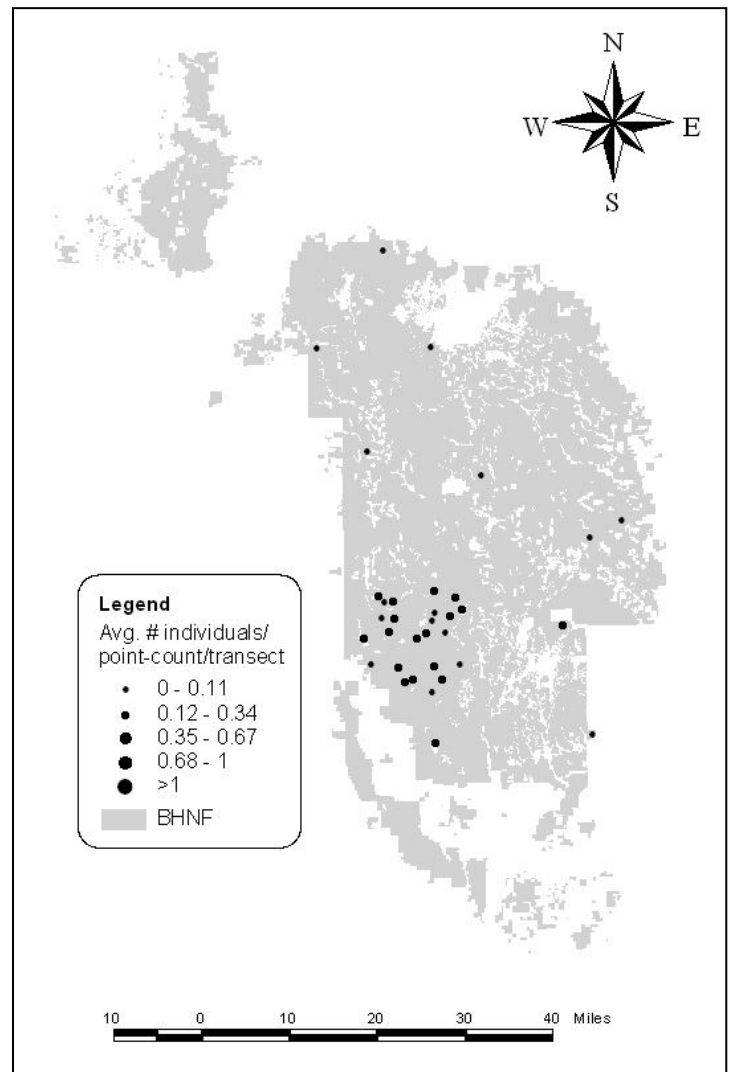 N
W E
S
Legend
Avg. # individuals/
point-count/transect
0 - 0.11
0.12 - 0.34
0.35 - 0.67
0.68 - 1
>1
BHNF
10 0 10 20 30 40 Miles